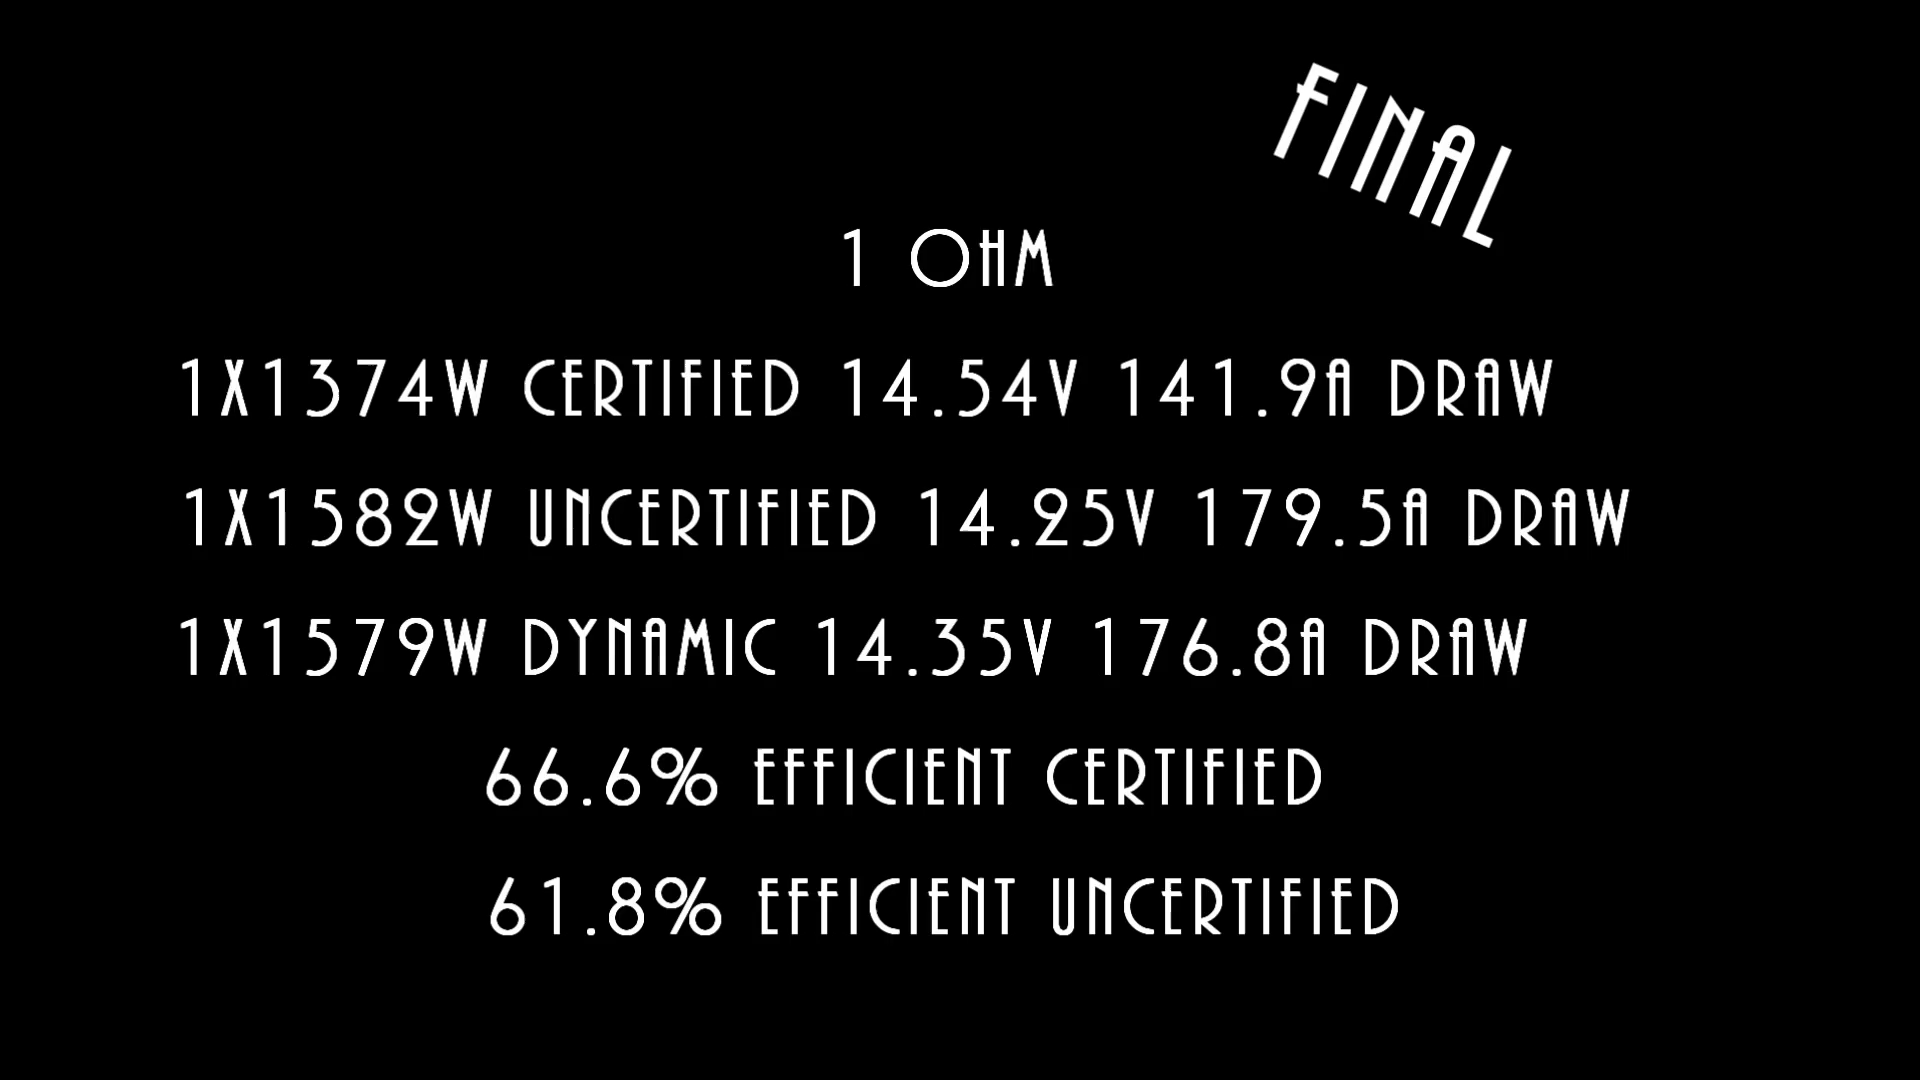 FINAL
1 OHM
1X1374W CERTIFIED 14.54V 141.9A DRAW
1X1582W UNCERTIFIED 14.25V 179.5A DRAW
1X1579W DYNAMIC 14.35V 176.8A DRAW
66.6% EFFICIENT CERTIFIED
61.8% EFFICIENT UNCERTIFIED